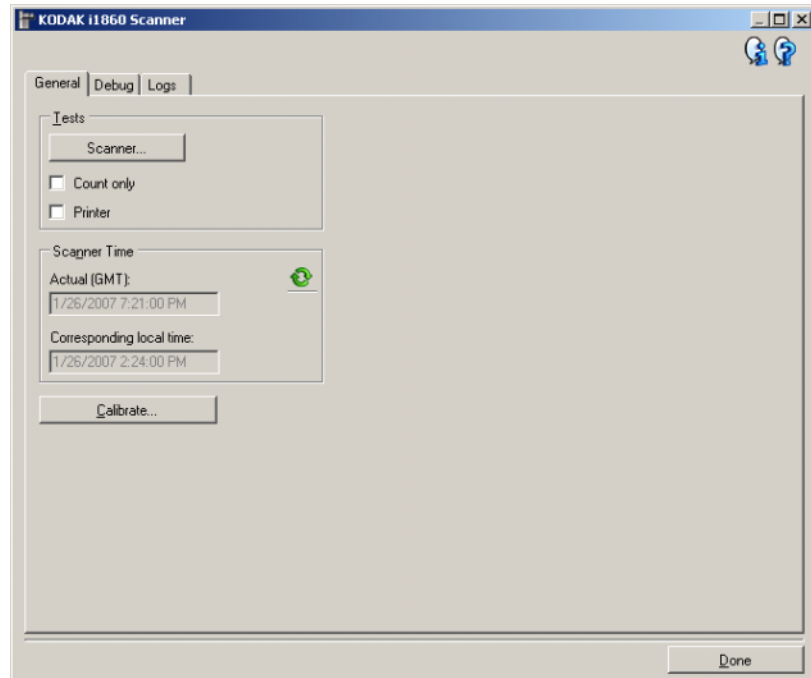 KODAK i1860 Scanner
General Debug Logs
Tests
Scanner...
Count only
Printer
Scanner Time
Actual (GMT):
1/26/2007 7:21:00 PM
Corresponding local time:
1/26/2007 2:24:00 PM
Calibrate...
Done